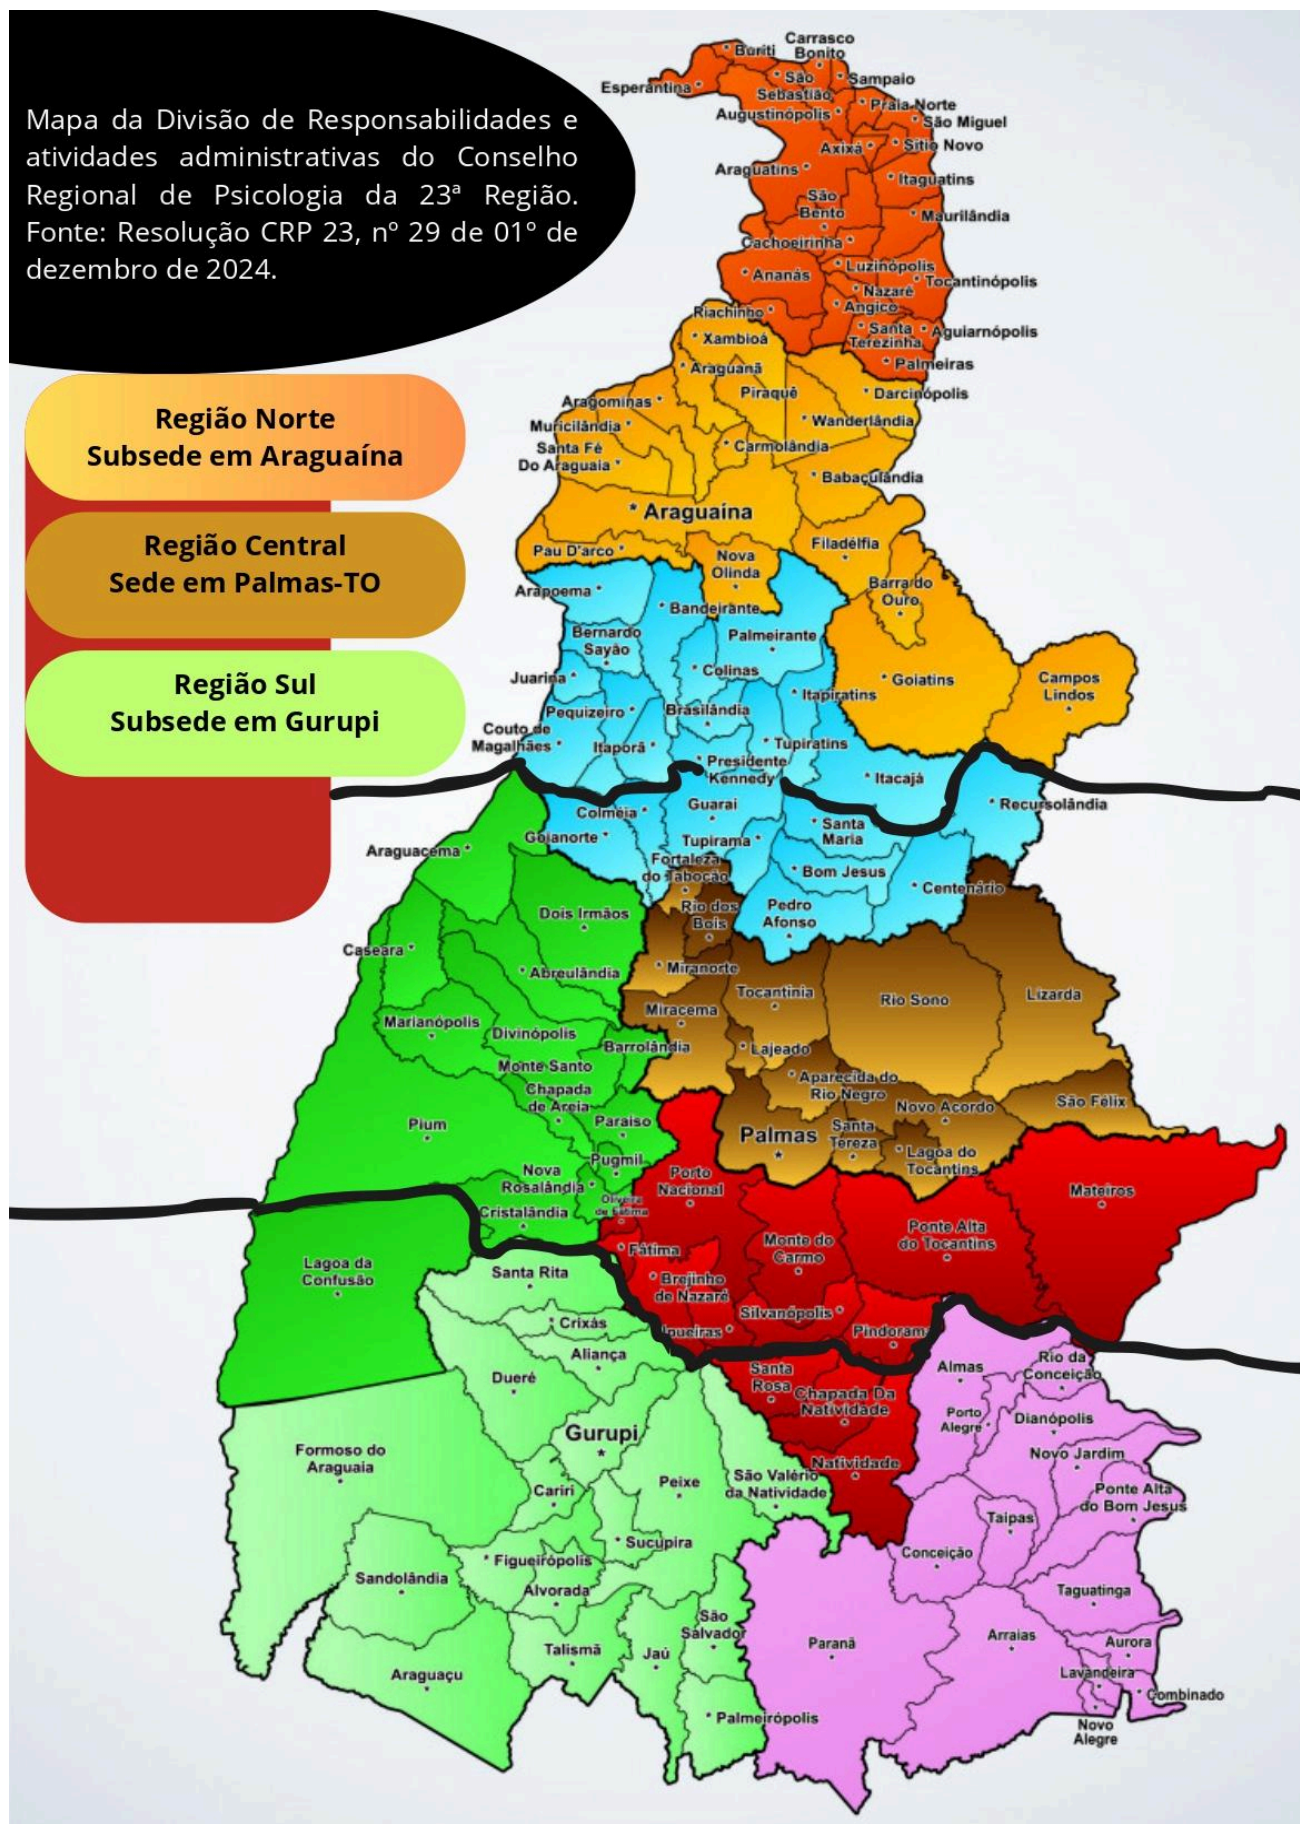 Mapa da Divisão de Responsabilidades e
atividades administrativas do Conselho
Regional de Psicologia da 23ª Região.
Fonte: Resolução CRP 23, nº 29 de 01º de
dezembro de 2024.
Região Norte
Subsede em Araguaína
Região Central
Sede em Palmas-TO
Região Sul
Subsede em Gurupi
Buriti
Carrasco
Bonito
Esperantina
São
Sebastião
Sampaio
Augustinópolis
Praia Norte
São Miguel
Axixá
Sítio Novo
Araguatins
Itaguatins
São
Bento
Maurilândia
Cachoeirinha
Ananás
Luzinópolis
Tocantinópolis
Nazaré
Angico
Riachinho
Santa
Terezinha
Aguiarnópolis
Xambioá
Palmeiras
Araguanã
Piraquê
Darcinópolis
Aragominas
Muricilândia
Wanderlândia
Santa Fé
Do Araguaia
Carmolândia
Babaçulândia
Araguaína
Pau D'arco
Nova
Olinda
Filadélfia
Arapoema
Bandeirante
Barra do
Ouro
Bernardo
Sayão
Palmeirante
Juarina
Colinas
Itapiratins
Goiatins
Campos
Lindos
Pequizeiro
Brasilândia
Couto de
Magalhães
Itaporã
Tupiratins
Presidente
Kennedy
Itacajá
Colméia
Guarai
Recursolândia
Goianorte
Tupirama
Santa
Maria
Araguacema
Fortaleza
do Tabocão
Bom Jesus
Centenário
Dois Irmãos
Rio dos
Bois
Pedro
Afonso
Caseara
Abreulândia
Miranorte
Tocantinia
Rio Sono
Lizarda
Marianópolis
Divinópolis
Miracema
Barrolândia
Lajeado
Monte Santo
Chapada
de Areia
Aparecida do
Rio Negro
Novo Acordo
São Félix
Pium
Paraiso
Palmas
Santa
Tereza
Lagoa do
Tocantins
Pugmil
Nova
Rosalândia
Porto
Nacional
Mateiros
Oliveira
de Fátima
Cristalândia
Fátima
Monte do
Carmo
Ponte Alta
do Tocantins
Lagoa da
Confusão
Santa Rita
Brejinho
de Nazaré
Crixás
Silvanópolis
Ipueiras
Pindorama
Aliança
Dueré
Santa
Rosa
Chapada Da
Natividade
Almas
Rio da
Conceição
Porto
Alegre
Dianópolis
Gurupi
Formoso do
Araguaia
Natividade
Novo Jardim
Cariri
Peixe
São Valério
da Natividade
Ponte Alta
do Bom Jesus
Taipas
Sucupira
Conceição
Figueirópolis
Sandolândia
Alvorada
Taguatinga
São
Salvador
Talismã
Jaú
Paranã
Arraias
Aurora
Araguaçu
Lavandeira
Combinado
Palmeirópolis
Novo
Alegre